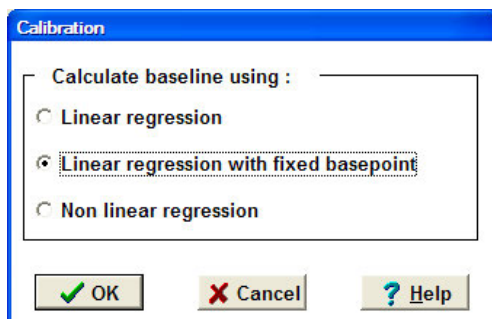 Calibration
Calculate baseline using :
Linear regression
Linear regression with fixed basepoint
Non linear regression
OK Cancel Help